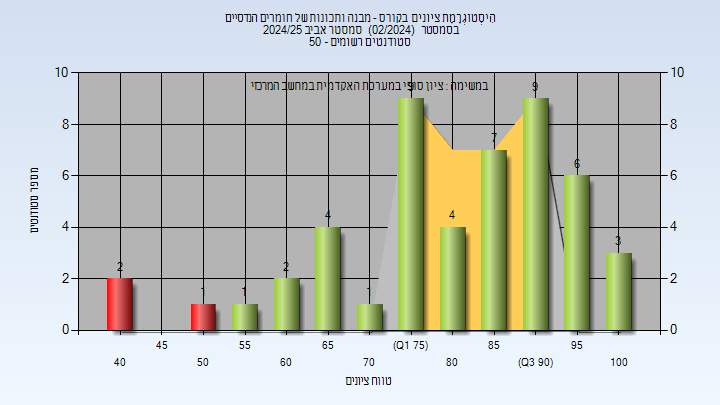 היסטוגרמת ציונים בקורס - מבנה ותכונות של חומרים הנדסיים
בסמסטר (02/2024) סמסטר אביב 2024/25
סטודנטים רשומים - 50
במשימה : ציון סופי במערכת האקדמית במחשב המרכזי
10 10
8 8
6 6
4 4
2 2
0 0
מספר סטודנטים
2 1 1 2 4 1 9 4 7 9 6 3
45 55 65 (Q1 75) 85 95
40 50 60 70 80 (Q3 90) 100
טווח ציונים